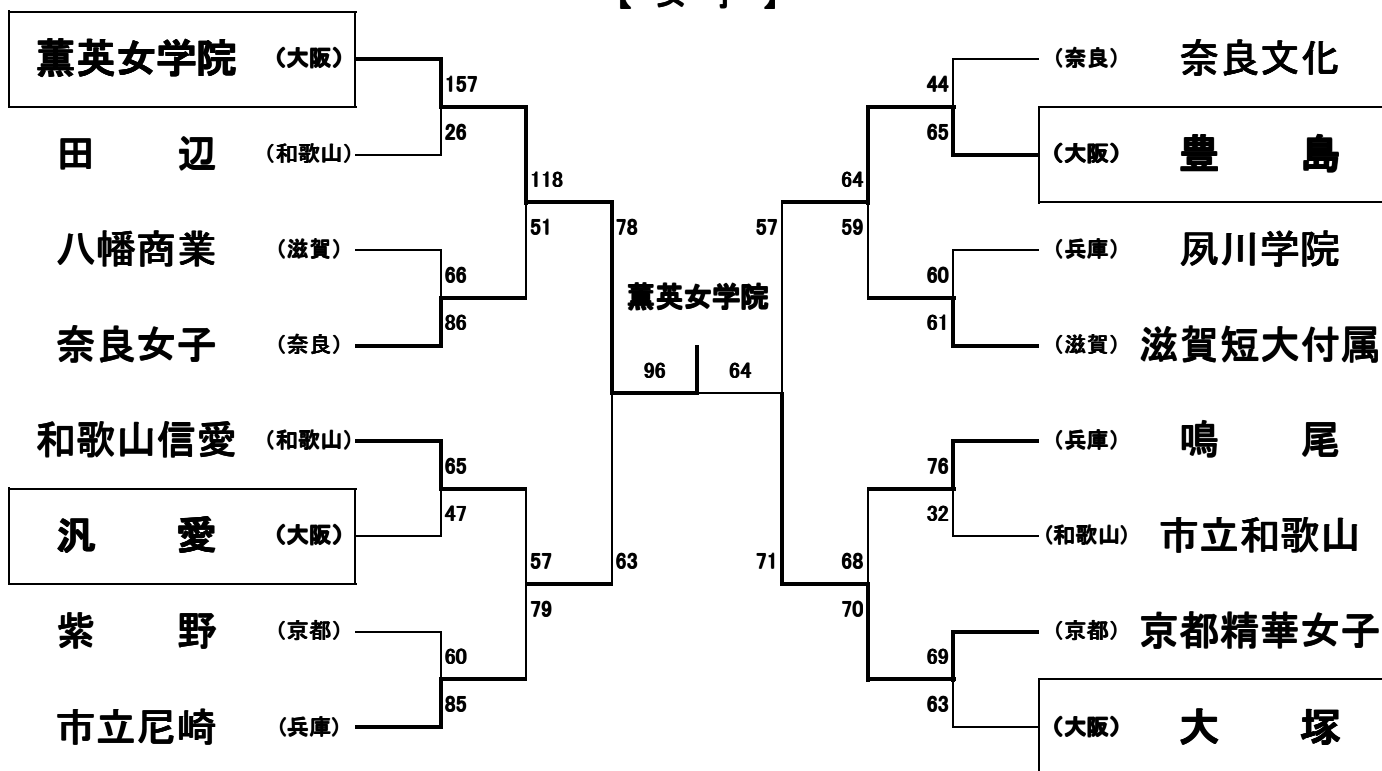 【 女 子 】
薫英女学院 （大阪）
157
26
田 辺 （和歌山）
118
51
八幡商業 （滋賀）
66
86
奈良女子 （奈良）
78
63
和歌山信愛 （和歌山）
65
47
汎 愛 （大阪）
57
79
紫 野 （京都）
60
85
市立尼崎 （兵庫）
薫英女学院
96 64
（奈良） 奈良文化
44
65
（大阪） 豊 島
64
59
（兵庫） 夙川学院
60
61
（滋賀） 滋賀短大付属
57
71
（兵庫） 鳴 尾
76
32
（和歌山） 市立和歌山
68
70
（京都） 京都精華女子
69
63
（大阪） 大 塚